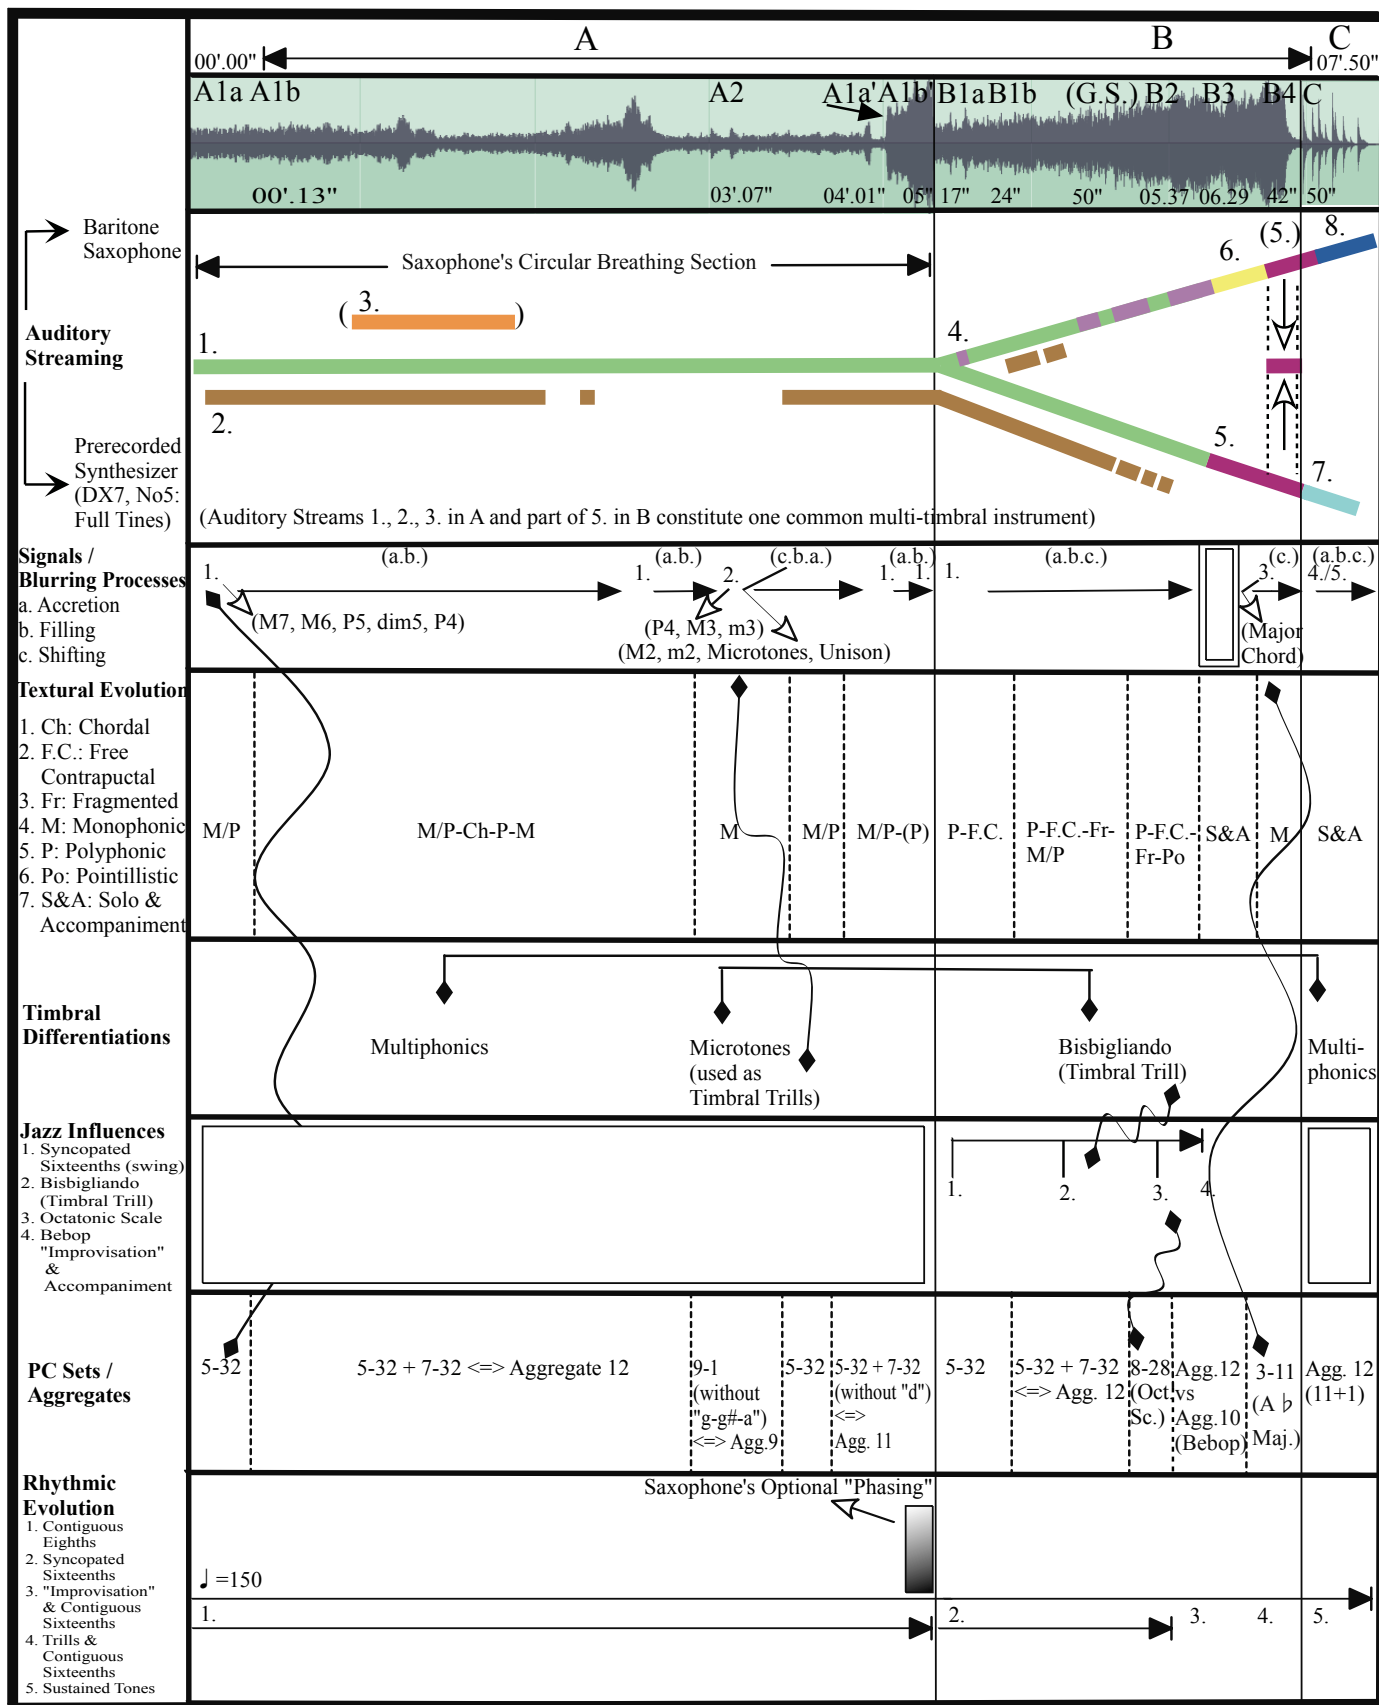 A
B
C
00'.00"
07'.50"
A1a A1b
A2
A1a' A1b'
B1a B1b
(G.S.) B2
B3
B4
C
00'.13"
03'.07"
04'.01"
05"
17"
24"
50"
05.37
06.29
42"
50"
Baritone
Saxophone
Auditory
Streaming
Prerecorded
Synthesizer
(DX7, No5:
Full Tines)
Saxophone's Circular Breathing Section
( 3. )
1.
2.
4.
6.
(5.)
8.
5.
7.
(Auditory Streams 1., 2., 3. in A and part of 5. in B constitute one common multi-timbral instrument)
Signals /
Blurring Processes
a. Accretion
b. Filling
c. Shifting
(a.b.)
(a.b.)
(c.b.a.)
(a.b.)
(a.b.c.)
(c.)
(a.b.c.)
1.
1.
2.
1.
1.
1.
3.
4./5.
(M7, M6, P5, dim5, P4)
(P4, M3, m3)
(M2, m2, Microtones, Unison)
(Major
Chord)
Textural Evolution
1. Ch: Chordal
2. F.C.: Free
Contrapuctal
3. Fr: Fragmented
4. M: Monophonic
5. P: Polyphonic
6. Po: Pointillistic
7. S&A: Solo &
Accompaniment
M/P
M/P-Ch-P-M
M
M/P
M/P-(P)
P-F.C.
P-F.C.-Fr-
M/P
P-F.C.-
Fr-Po
S&A
M
S&A
Timbral
Differentiations
Multiphonics
Microtones
(used as
Timbral Trills)
Bisbigliando
(Timbral Trill)
Multi-
phonics
Jazz Influences
1. Syncopated
Sixteenths (swing)
2. Bisbigliando
(Timbral Trill)
3. Octatonic Scale
4. Bebop
"Improvisation"
&
Accompaniment
1.
2.
3.
4.
PC Sets /
Aggregates
5-32
5-32 + 7-32 <=> Aggregate 12
9-1
(without
"g-g#-a")
<=> Agg.9
5-32
5-32 + 7-32
(without "d")
<=>
Agg. 11
5-32
5-32 + 7-32
<=> Agg. 12
8-28
(Oct.
Sc.)
Agg.12
vs
Agg.10
(Bebop)
3-11
(A ♭
Maj.)
Agg. 12
(11+1)
Rhythmic
Evolution
1. Contiguous
Eighths
2. Syncopated
Sixteenths
3. "Improvisation"
& Contiguous
Sixteenths
4. Trills &
Contiguous
Sixteenths
5. Sustained Tones
Saxophone's Optional "Phasing"
♩=150
1.
2.
3.
4.
5.